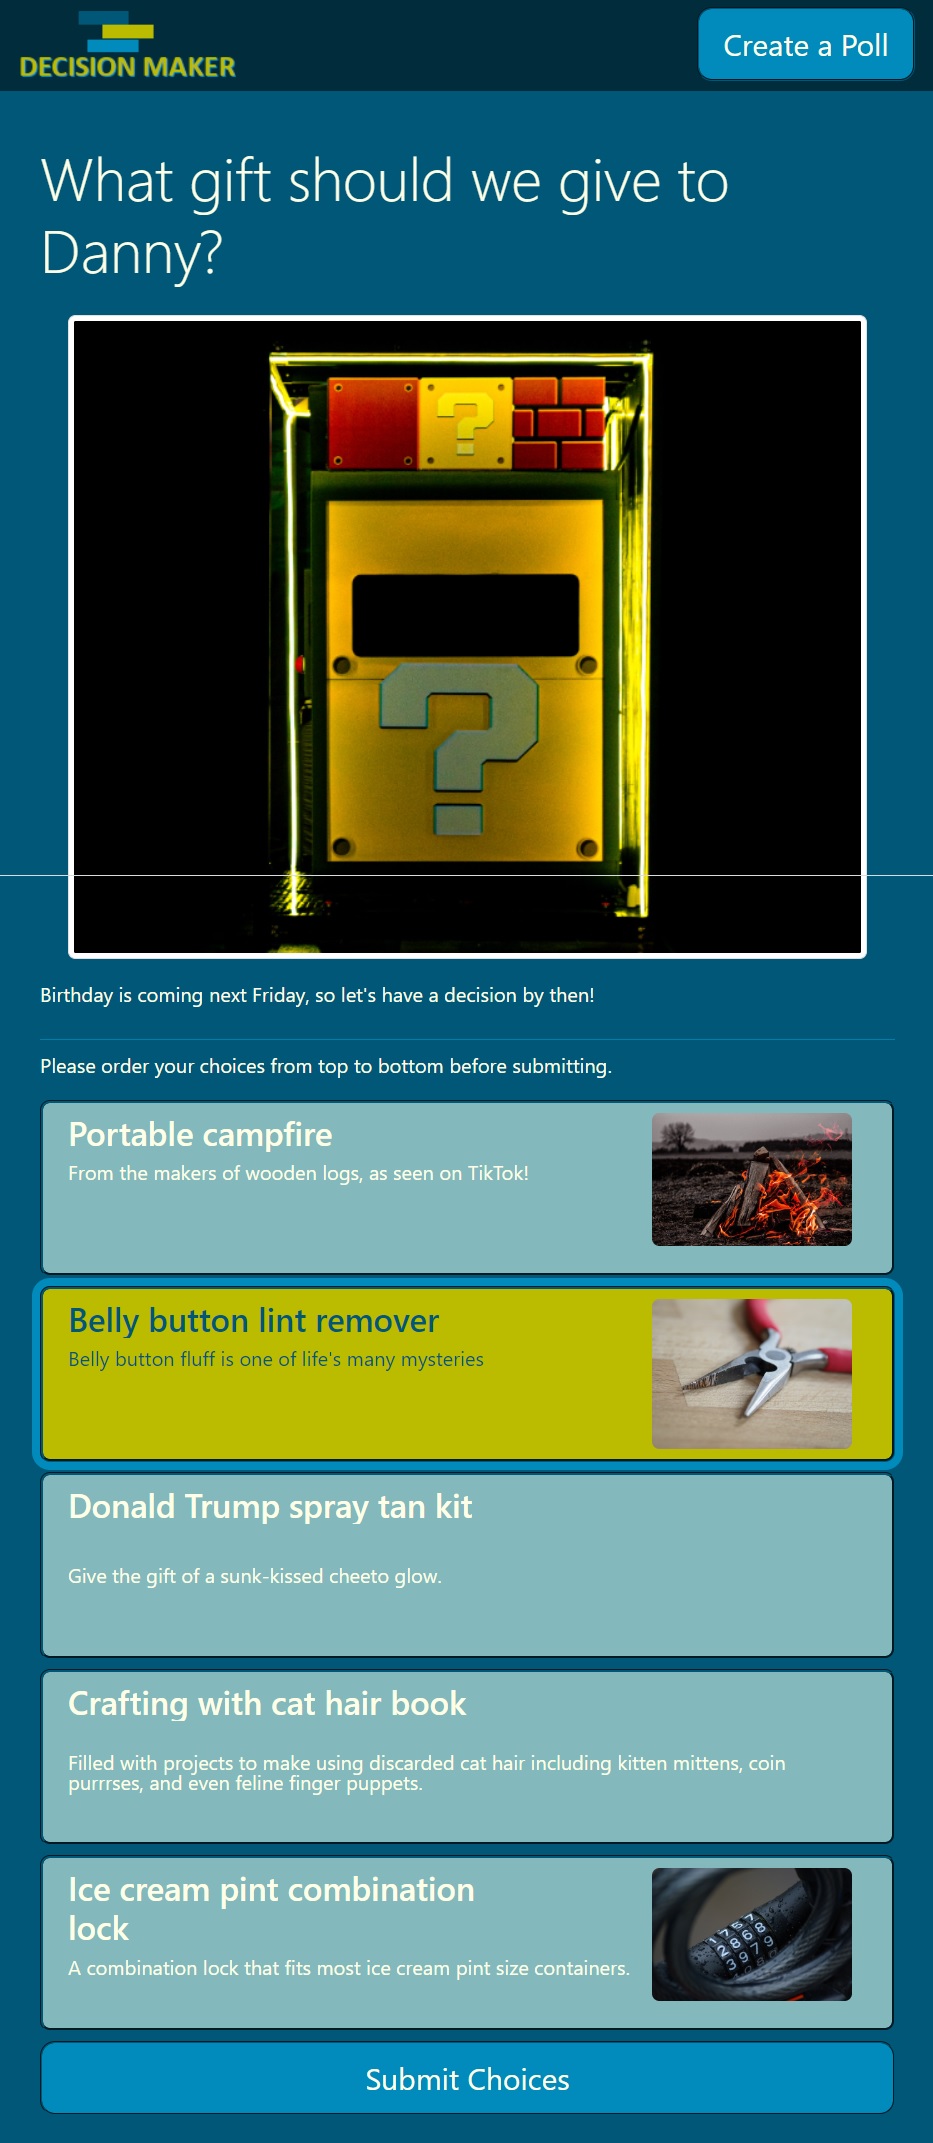 DECISION MAKER
Create a Poll
What gift should we give to
Danny?
?
?
Birthday is coming next Friday, so let's have a decision by then!
Please order your choices from top to bottom before submitting.
Portable campfire
From the makers of wooden logs, as seen on TikTok!
Belly button lint remover
Belly button fluff is one of life's many mysteries
Donald Trump spray tan kit
Give the gift of a sunk-kissed cheeto glow.
Crafting with cat hair book
Filled with projects to make using discarded cat hair including kitten mittens, coin
purrrses, and even feline finger puppets.
Ice cream pint combination
lock
A combination lock that fits most ice cream pint size containers.
Submit Choices